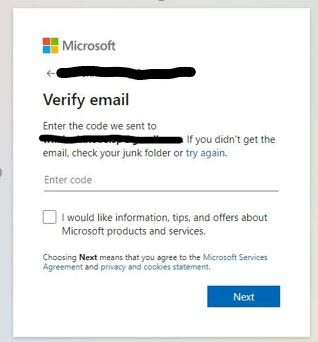 Microsoft
Verify email
Enter the code we sent to
If you didn't get the
email, check your junk folder or try again.
Enter code
I would like information, tips, and offers about
Microsoft products and services.
Choosing Next means that you agree to the Microsoft Services
Agreement and privacy and cookies statement.
Next